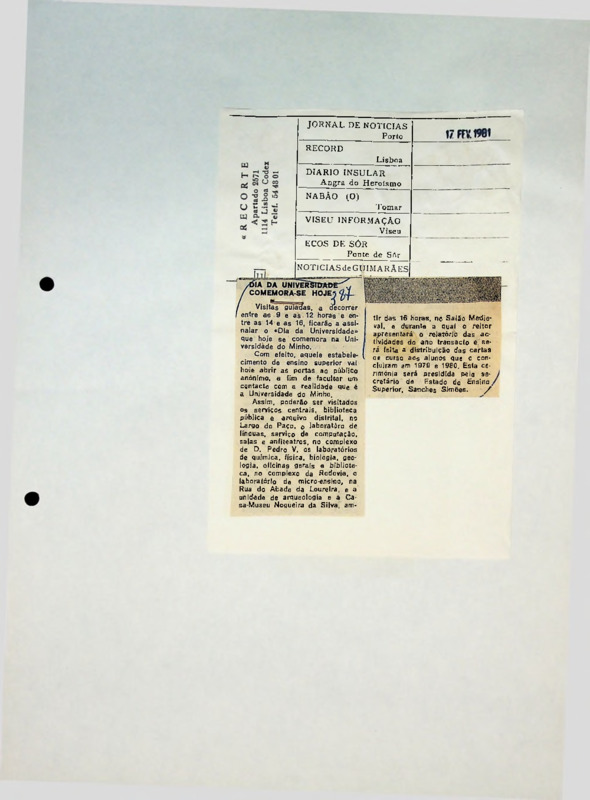 « RECORTE
Apartado 2571
1114 Lisboa Codex
Telef. 54 48 01
JORNAL DE NOTICIAS
Porto
17 FEV. 1981
RECORD
Lisboa
DIARIO INSULAR
Angra do Heroísmo
NABÃO (O)
Tomar
VISEU INFORMAÇÃO
Viseu
ECOS DE SÔR
Ponte de Sôr
NOTICIAS de GUIMARÃES
DIA DA UNIVERSIDADE
COMEMORA-SE HOJE
387
Visitas guiadas, a decorrer
entre as 9 e as 12 horas e en-
tre as 14 e as 16, ficarão a assi-
nalar o «Dia da Universidade»
que hoje se comemora na Uni-
versidade do Minho.
Com efeito, aquele estabele-
cimento de ensino superior vai
hoje abrir as portas ao público
anónimo, a fim de facultar um
contacto com a realidade que é
a Universidade do Minho.
Assim, poderão ser visitados
os serviços centrais, biblioteca
pública e arquivo distrital, no
Largo do Paço, o laboratório de
línguas, serviço de computação,
salas e anfiteatros, no complexo
de D. Pedro V, os laboratórios
de química, física, biologia, geo-
logia, oficinas gerais e bibliote-
ca, no complexo da Rodovia, o
laboratório de micro-ensino, na
Rua do Abade da Loureira, e a
unidade de arqueologia e a Ca-
sa-Museu Nogueira da Silva, am-
tir das 16 horas, no Salão Medie-
val, e durante a qual o reitor
apresentará o relatório das ac-
tividades do ano transacto e se-
rá feita a distribuição das cartas
de curso aos alunos que o con-
cluíram em 1979 e 1980. Esta ce-
rimónia será presidida pelo se-
cretário de Estado do Ensino
Superior, Sanches Simões.